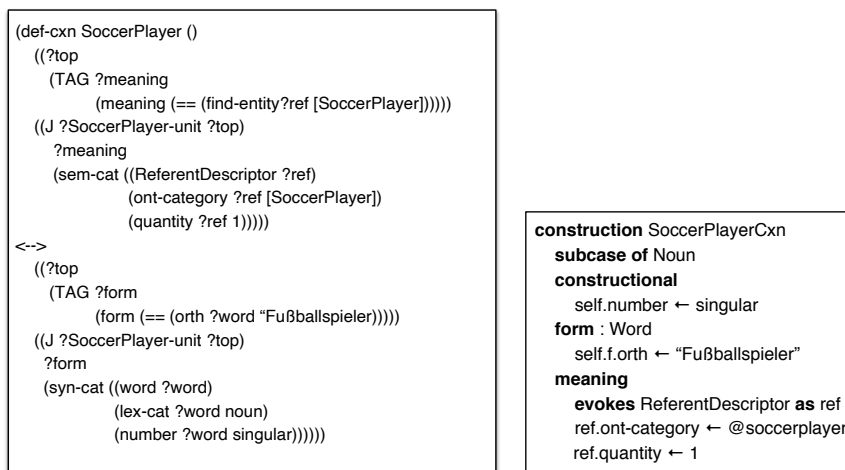 (def-cxn SoccerPlayer ()
((?top
(TAG ?meaning
(meaning (== (find-entity?ref [SoccerPlayer])))))
((J ?SoccerPlayer-unit ?top)
?meaning
(sem-cat ((ReferentDescriptor ?ref)
(ont-category ?ref [SoccerPlayer])
(quantity ?ref 1)))))
<-->
((?top
(TAG ?form
(form (== (orth ?word “Fußballspieler)))))
((J ?SoccerPlayer-unit ?top)
?form
(syn-cat ((word ?word)
(lex-cat ?word noun)
(number ?word singular))))))
construction SoccerPlayerCxn
subcase of Noun
constructional
self.number ← singular
form : Word
self.f.orth ← “Fußballspieler”
meaning
evokes ReferentDescriptor as ref
ref.ont-category ← @soccerplayer
ref.quantity ← 1